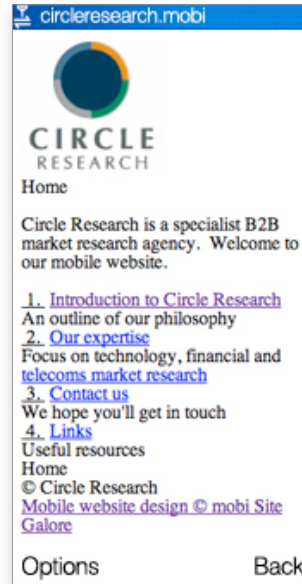 circleresearch.mobi
CIRCLE
RESEARCH
Home
Circle Research is a specialist B2B
market research agency. Welcome to
our mobile website.
1. Introduction to Circle Research
An outline of our philosophy
2. Our expertise
Focus on technology, financial and
telecoms market research
3. Contact us
We hope you'll get in touch
4. Links
Useful resources
Home
© Circle Research
Mobile website design © mobi Site
Galore
Options Back